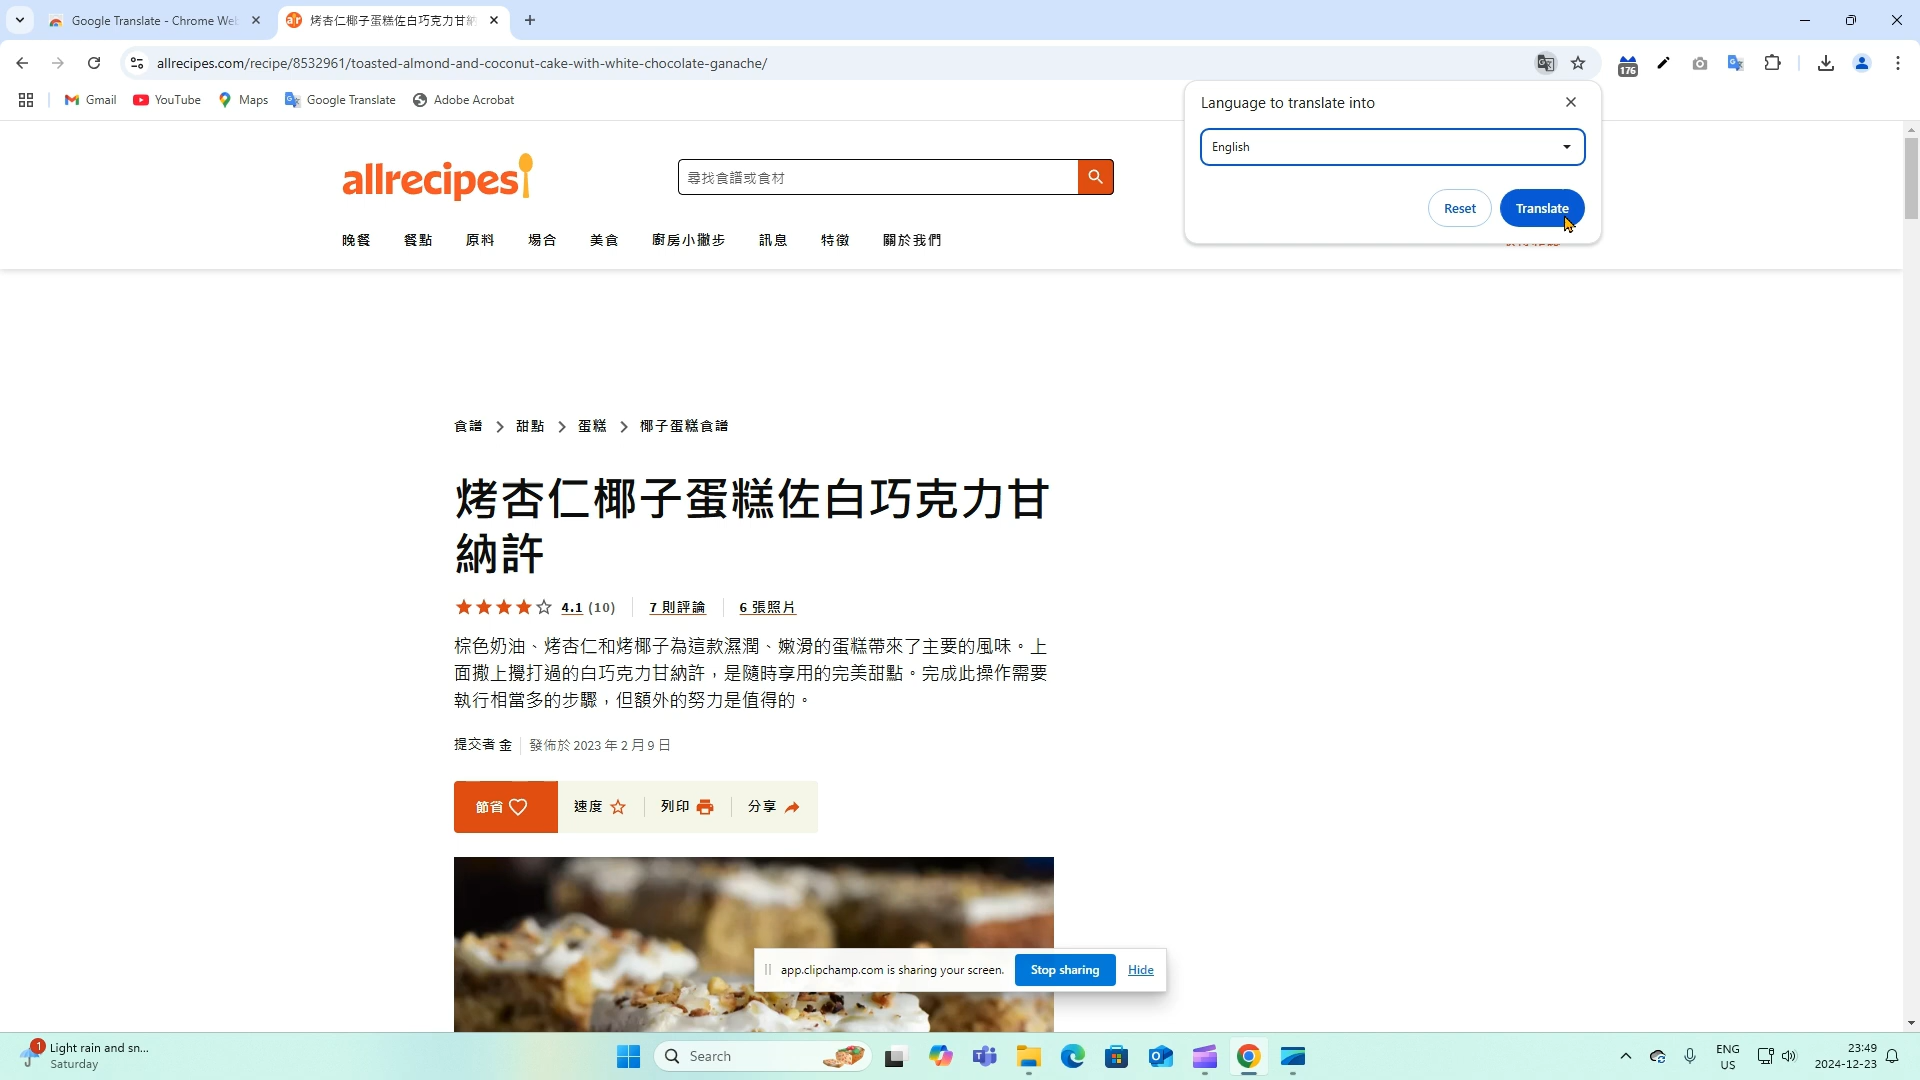 Google Translate - Chrome We
烤杏仁椰子蛋糕佐白巧克力甘
allrecipes.com/recipe/8532961/toasted-almond-and-coconut-cake-with-white-chocolate-ganache/
176
Gmail YouTube Maps Google Translate Adobe Acrobat
Language to translate into
English
Reset Translate
allrecipes
尋找食譜或食材
晚餐 餐點 原料 場合 美食 廚房小撇步 訊息 特徵 關於我們
食譜 > 甜點 > 蛋糕 > 椰子蛋糕食譜
烤杏仁椰子蛋糕佐白巧克力甘
納許
4.1 (10) 7 則評論 6 張照片
棕色奶油、烤杏仁和烤椰子為這款濕潤、嫩滑的蛋糕帶來了主要的風味。上
面撒上攪打過的白巧克力甘納許，是隨時享用的完美甜點。完成此操作需要
執行相當多的步驟，但額外的努力是值得的。
提交者 金 發佈於 2023 年 2 月 9 日
節省 速度 列印 分享
app.clipchamp.com is sharing your screen. Stop sharing Hide
1
Light rain and sn...
Saturday
Search
ENG
US
23:49
2024-12-23